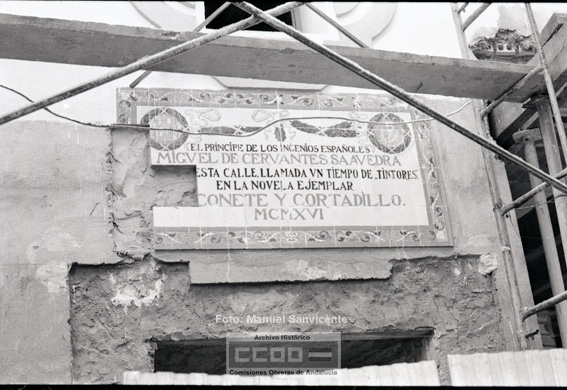 EL PRINCIPE DE LOS INGENIOS ESPAÑOLES
MIGVEL DE CERVANTES SAAVEDRA
ESTA CALLE, LLAMADA VN TIEMPO DE TINTORES,
EN LA NOVELA EJEMPLAR
CONETE Y CORTADILLO.
MCMXVI
Foto: Manuel Sanvicente
Archivo Histórico
CCOO
Comisiones Obreras de Andalucía